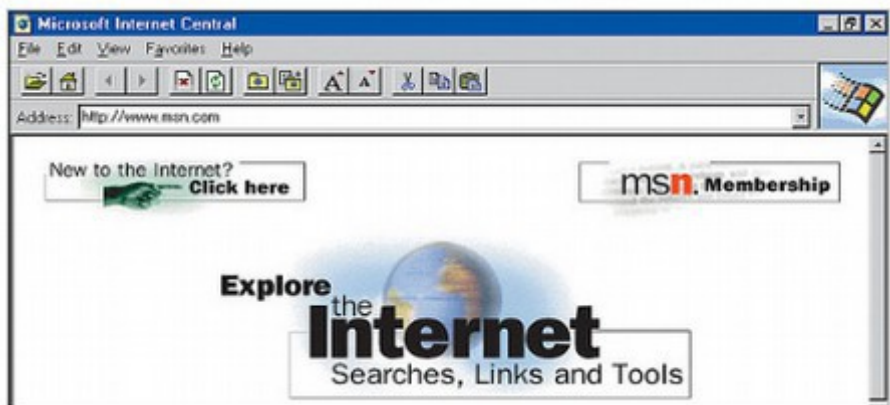 Microsoft Internet Central
File Edit View Favorites Help
A A
Address: http://www.msn.com
New to the Internet?
Click here
msn. Membership
Explore
the
Internet
Searches, Links and Tools